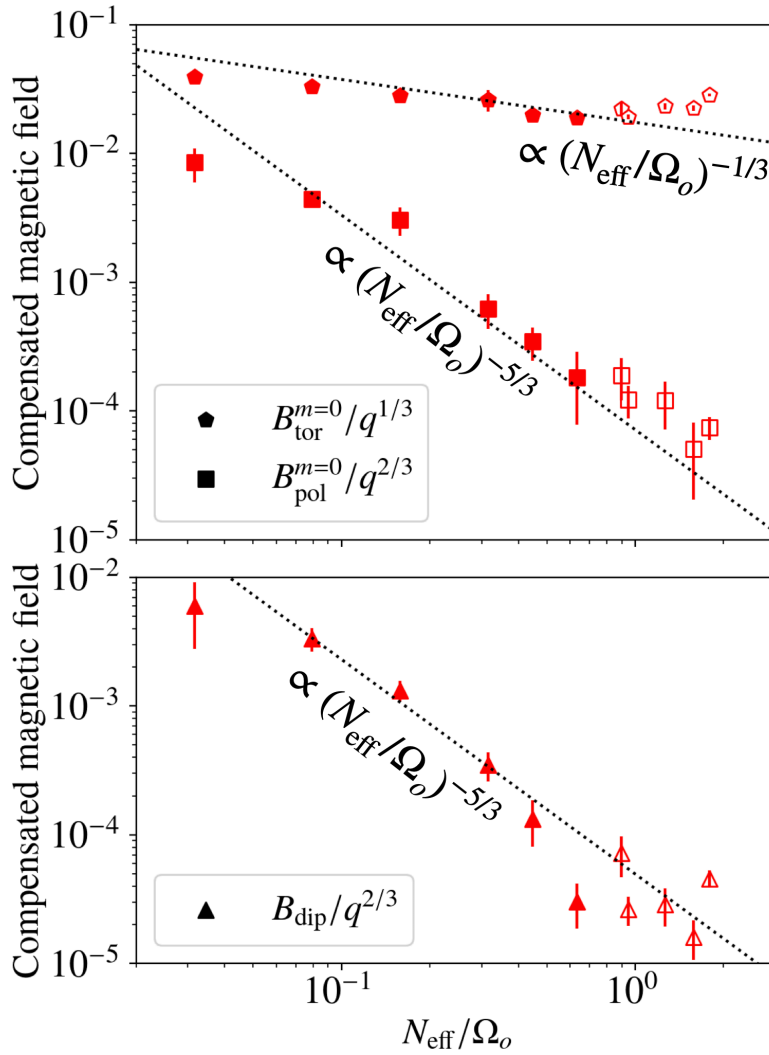 10⁻¹
10⁻²
10⁻³
10⁻⁴
10⁻⁵
Compensated magnetic field
∝ (N_eff/Ω_o)^−1/3
∝ (N_eff/Ω_o)^−5/3
B_tor^m=0/q^1/3
B_pol^m=0/q^2/3
10⁻²
10⁻³
10⁻⁴
10⁻⁵
Compensated magnetic field
∝ (N_eff/Ω_o)^−5/3
B_dip/q^2/3
10⁻¹
10⁰
N_eff/Ω_o